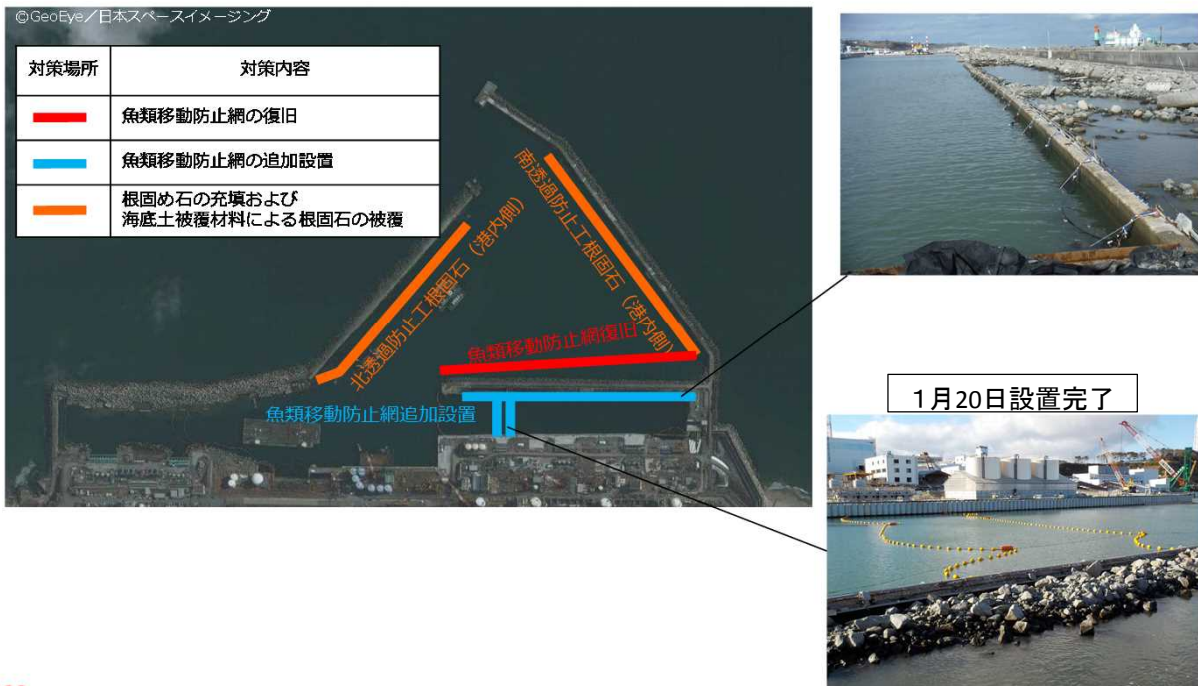 ©GeoEye／日本スペースイメージング
対策場所 対策内容
魚類移動防止網の復旧
魚類移動防止網の追加設置
根固め石の充填および
海底土被覆材料による根固石の被覆
北透過防止工根固石（港内側）
南透過防止工根固石（港内側）
魚類移動防止網復旧
魚類移動防止網追加設置
１月20日設置完了